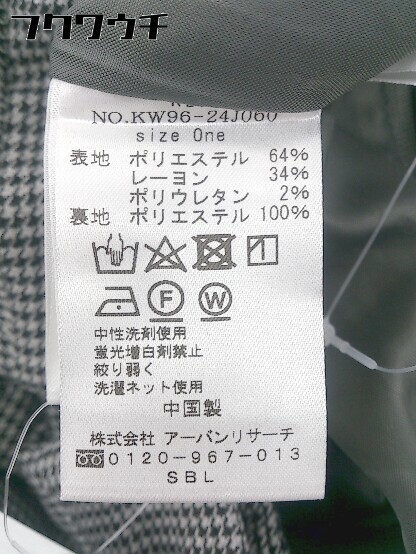 フクワウチ
NO.KW96-24J060
size One
表地 ポリエステル 64%
レーヨン 34%
ポリウレタン 2%
裏地 ポリエステル 100%
F W
中性洗剤使用
蛍光増白剤禁止
絞り弱く
洗濯ネット使用
中国製
株式会社 アーバンリサーチ
0120-967-013
SBL